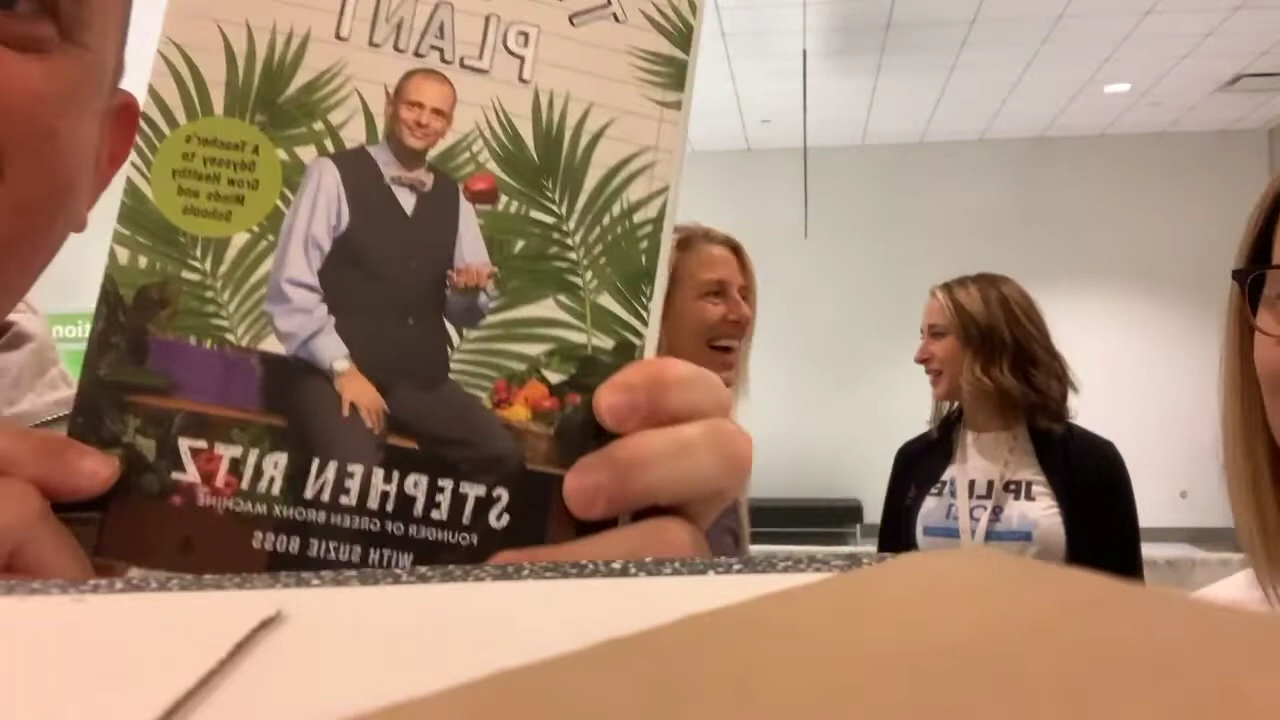 PLANT
A Teacher's
Odyssey to
Grow Healthy
Minds and
Schools
STEPHEN RITZ
FOUNDER OF GREEN BRONX MACHINE
WITH SUZIE BOSS